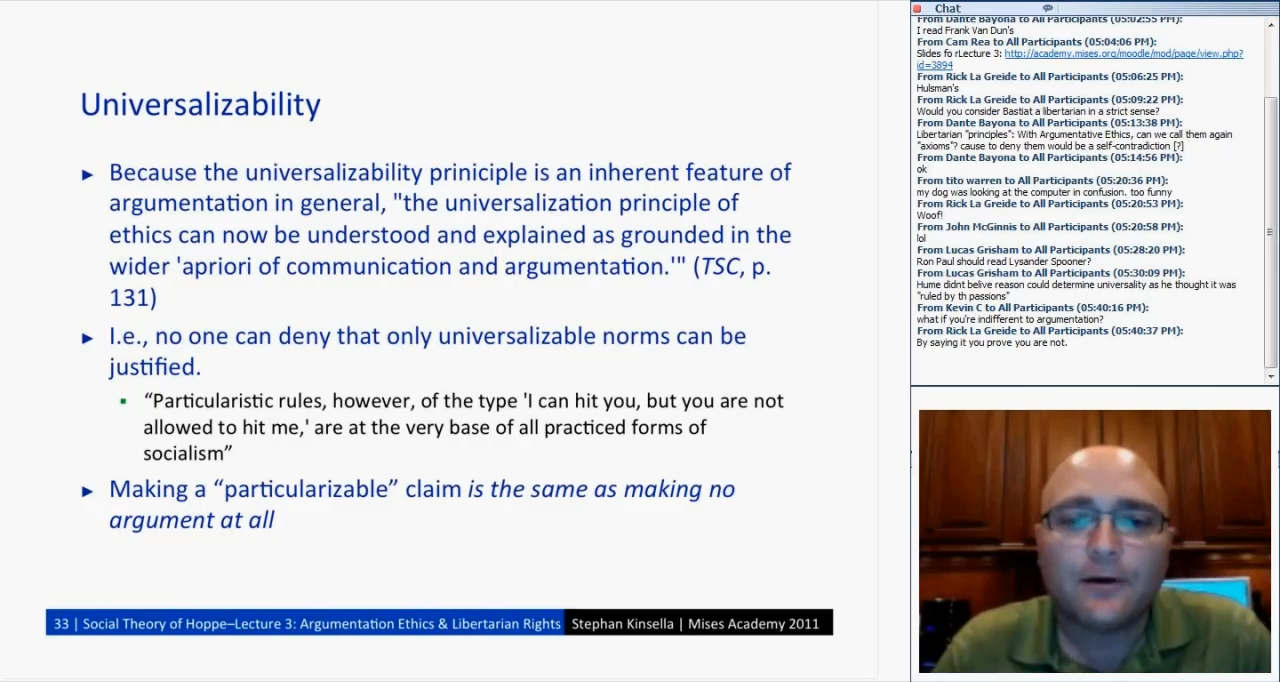 Universalizability
► Because the universalizability priniciple is an inherent feature of
argumentation in general, "the universalization principle of
ethics can now be understood and explained as grounded in the
wider 'apriori of communication and argumentation.'" (TSC, p.
131)
► I.e., no one can deny that only universalizable norms can be
justified.
▪ “Particularistic rules, however, of the type 'I can hit you, but you are not
allowed to hit me,' are at the very base of all practiced forms of
socialism”
► Making a “particularizable” claim is the same as making no
argument at all
33 | Social Theory of Hoppe–Lecture 3: Argumentation Ethics & Libertarian Rights
Stephan Kinsella | Mises Academy 2011
Chat
From Dante Bayona to All Participants (05:02:55 PM):
I read Frank Van Dun's
From Cam Rea to All Participants (05:04:06 PM):
Slides fo rLecture 3: http://academy.mises.org/moodle/mod/page/view.php?
id=3894
From Rick La Greide to All Participants (05:06:25 PM):
Hulsman's
From Rick La Greide to All Participants (05:09:22 PM):
Would you consider Bastiat a libertarian in a strict sense?
From Dante Bayona to All Participants (05:13:38 PM):
Libertarian "principles": With Argumentative Ethics, can we call them again
"axioms"? cause to deny them would be a self-contradiction [?]
From Dante Bayona to All Participants (05:14:56 PM):
ok
From tito warren to All Participants (05:20:36 PM):
my dog was looking at the computer in confusion. too funny
From Rick La Greide to All Participants (05:20:53 PM):
Woof!
From John McGinnis to All Participants (05:20:58 PM):
lol
From Lucas Grisham to All Participants (05:28:20 PM):
Ron Paul should read Lysander Spooner?
From Lucas Grisham to All Participants (05:30:09 PM):
Hume didnt belive reason could determine universality as he thought it was
"ruled by th passions"
From Kevin C to All Participants (05:40:16 PM):
what if you're indifferent to argumentation?
From Rick La Greide to All Participants (05:40:37 PM):
By saying it you prove you are not.